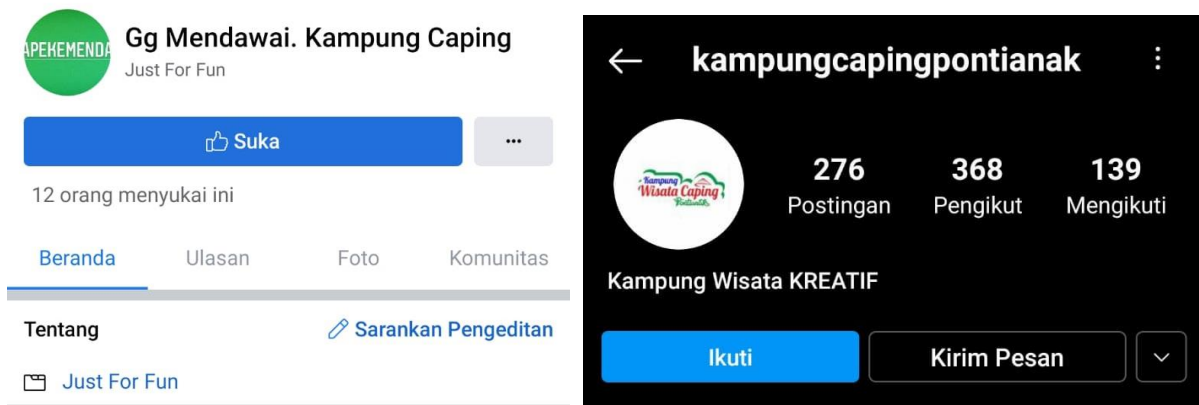 APEKEMENDA
Gg Mendawai. Kampung Caping
Just For Fun
Suka
12 orang menyukai ini
Beranda Ulasan Foto Komunitas
Tentang Sarankan Pengeditan
Just For Fun
kampungcapingpontianak
Kampung
Wisata Caping
Pontianak
276 368 139
Postingan Pengikut Mengikuti
Kampung Wisata KREATIF
Ikuti Kirim Pesan